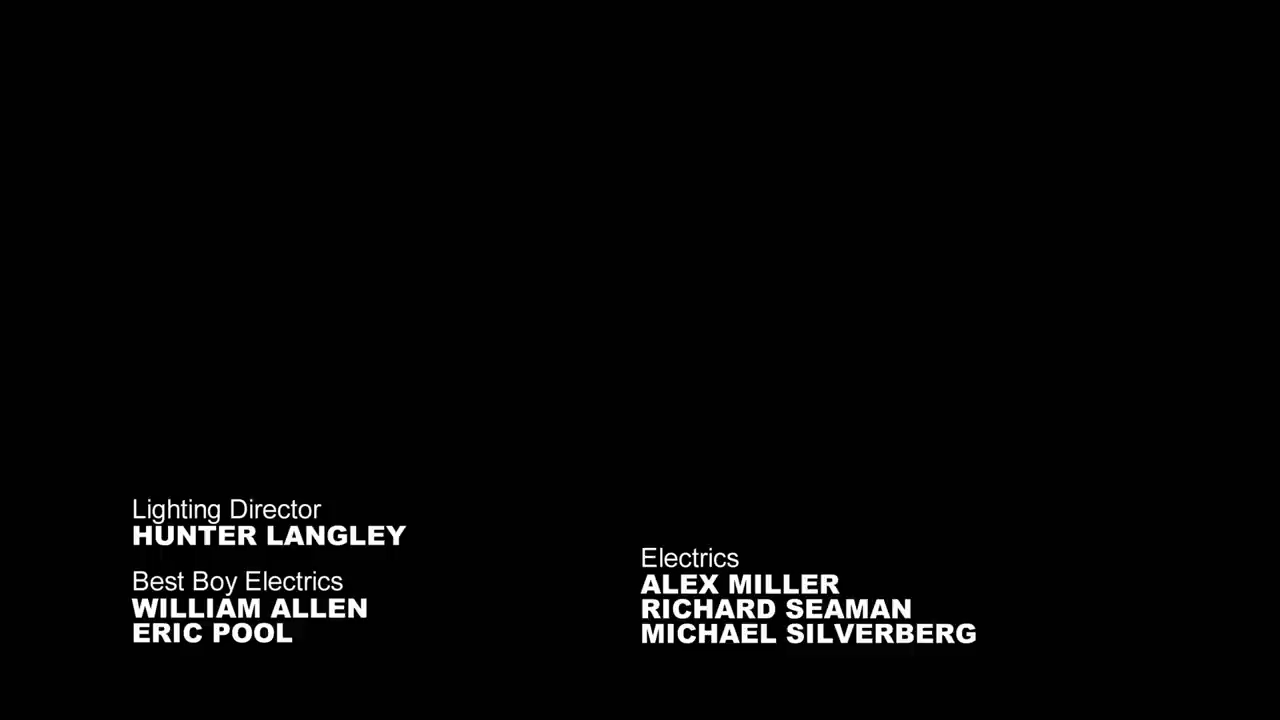 Lighting Director
HUNTER LANGLEY
Best Boy Electrics
WILLIAM ALLEN
ERIC POOL
Electrics
ALEX MILLER
RICHARD SEAMAN
MICHAEL SILVERBERG